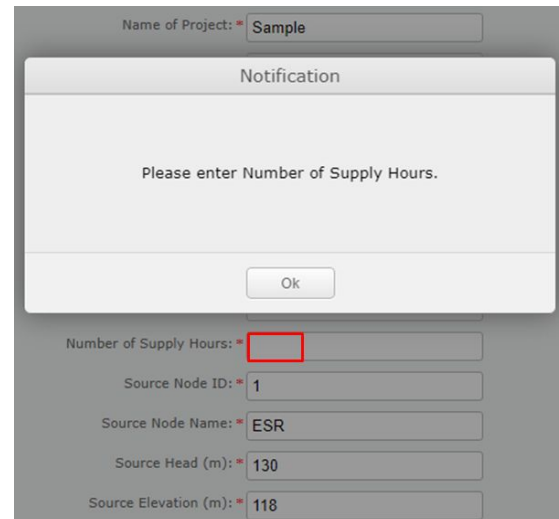 Name of Project: * Sample
Notification
Please enter Number of Supply Hours.
Ok
Number of Supply Hours: *
Source Node ID: * 1
Source Node Name: * ESR
Source Head (m): * 130
Source Elevation (m): * 118